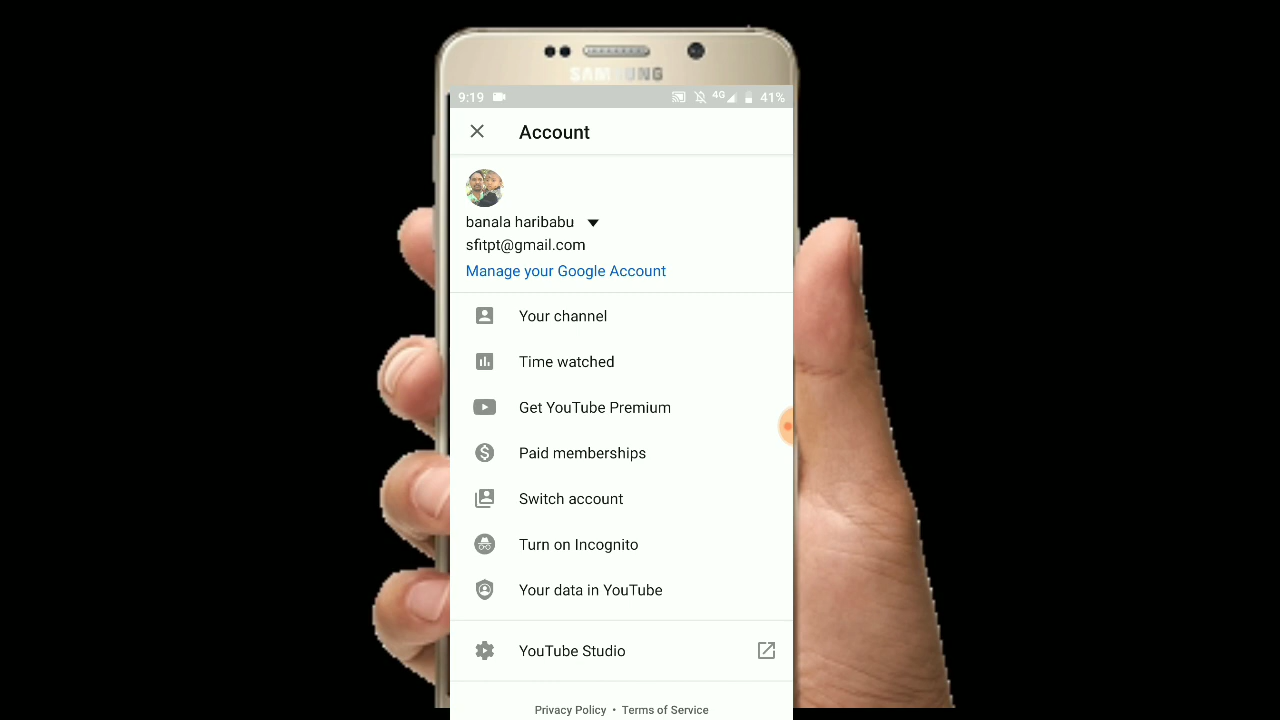 SAMSUNG
9:19 4G 41%
Account
banala haribabu
sfitpt@gmail.com
Manage your Google Account
Your channel
Time watched
Get YouTube Premium
Paid memberships
Switch account
Turn on Incognito
Your data in YouTube
YouTube Studio
Privacy Policy • Terms of Service